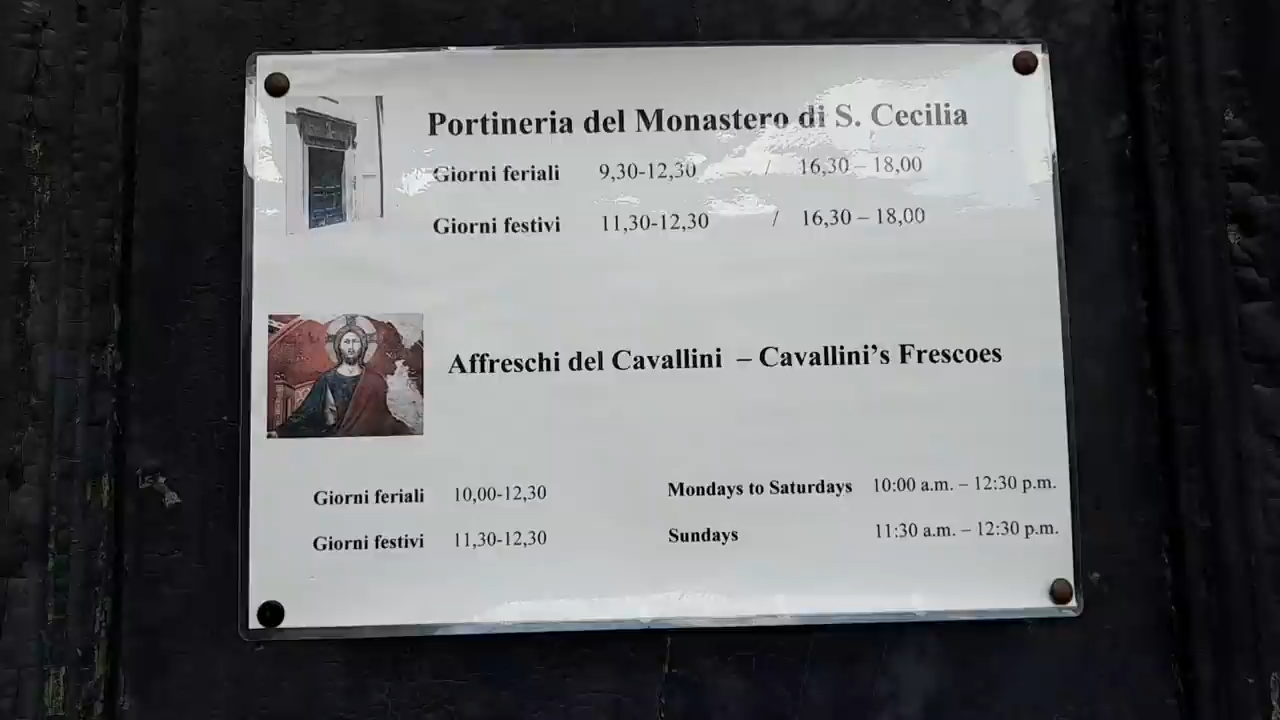 Portineria del Monastero di S. Cecilia
Giorni feriali 9,30-12,30 / 16,30 – 18,00
Giorni festivi 11,30-12,30 / 16,30 – 18,00
Affreschi del Cavallini – Cavallini's Frescoes
Giorni feriali 10,00-12,30 Mondays to Saturdays 10:00 a.m. – 12:30 p.m.
Giorni festivi 11,30-12,30 Sundays 11:30 a.m. – 12:30 p.m.